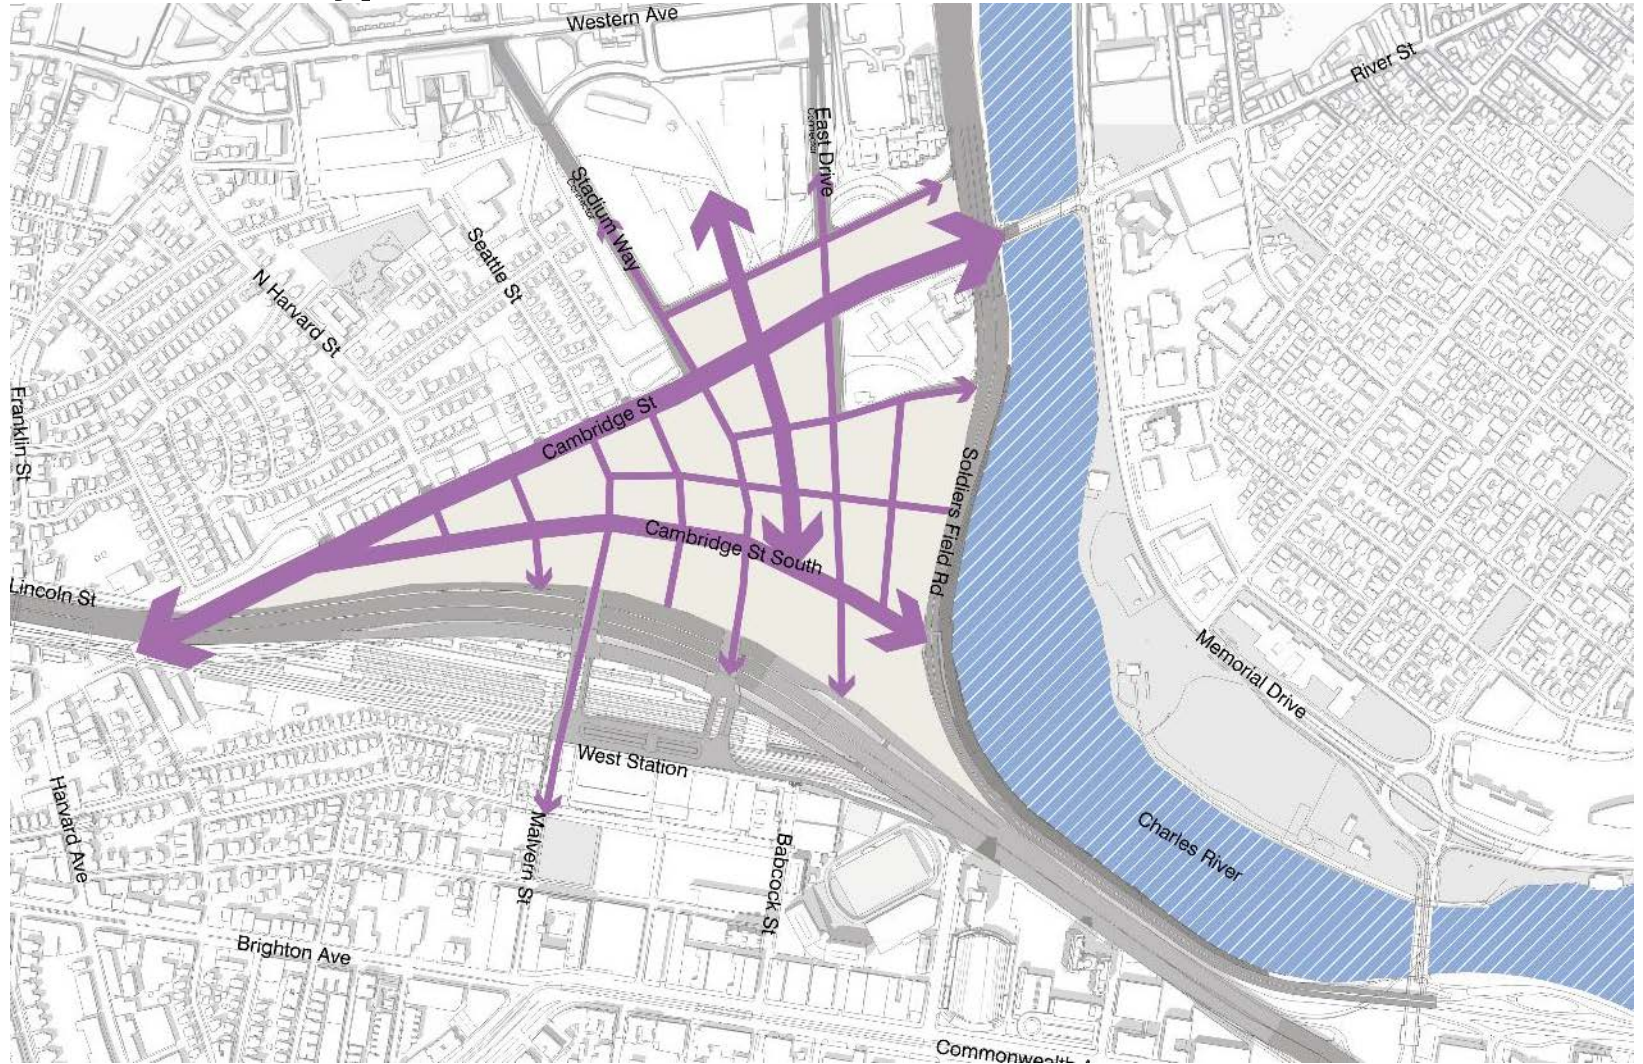 Western Ave
River St
East Drive
Connector
Stadium Way
Connector
Seattle St
N Harvard St
Franklin St
Cambridge St
Soldiers Field Rd
Cambridge St South
Lincoln St
Memorial Drive
West Station
Harvard Ave
Malvern St
Babcock St
Charles River
Brighton Ave
Commonwealth A